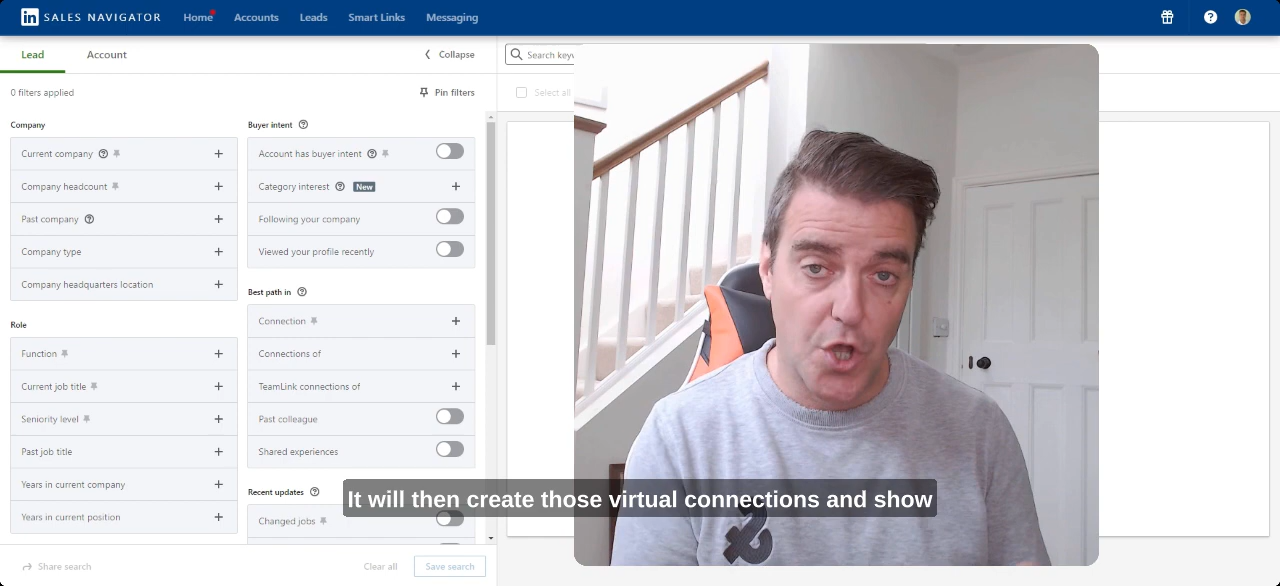 in SALES NAVIGATOR
Home
Accounts
Leads
Smart Links
Messaging
Lead
Account
Collapse
0 filters applied
Pin filters
Company
Current company
Company headcount
Past company
Company type
Company headquarters location
Role
Function
Current job title
Seniority level
Past job title
Years in current company
Years in current position
Buyer intent
Account has buyer intent
Category interest New
Following your company
Viewed your profile recently
Best path in
Connection
Connections of
TeamLink connections of
Past colleague
Shared experiences
Recent updates
Changed jobs
Share search
Clear all
Save search
Search
Select all
It will then create those virtual connections and show